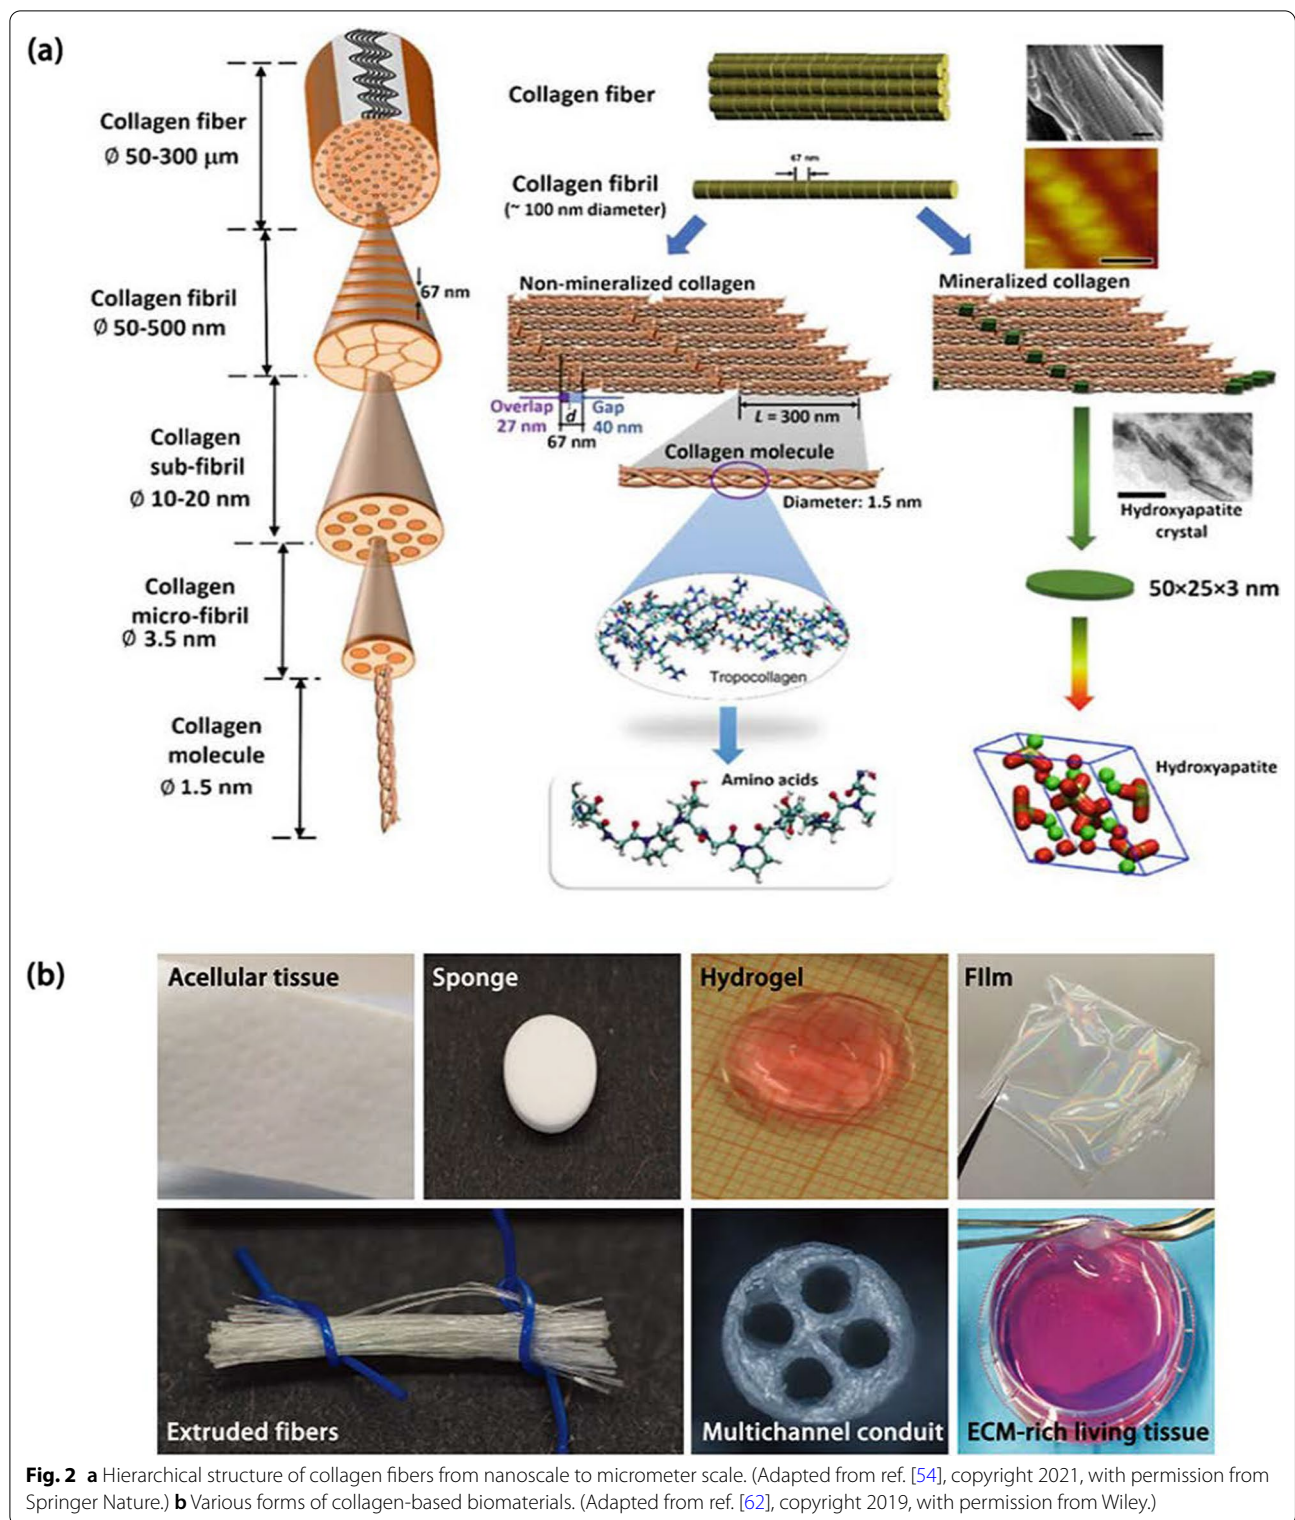 (a)
Collagen fiber
Ø 50-300 µm
Collagen fibril
Ø 50-500 nm
67 nm
Collagen
sub-fibril
Ø 10-20 nm
Collagen
micro-fibril
Ø 3.5 nm
Collagen
molecule
Ø 1.5 nm
Collagen fiber
67 nm
Collagen fibril
(~ 100 nm diameter)
Non-mineralized collagen
Overlap
27 nm
d
Gap
40 nm
67 nm
L = 300 nm
Collagen molecule
Diameter: 1.5 nm
Tropocollagen
Amino acids
Mineralized collagen
Hydroxyapatite
crystal
50×25×3 nm
Hydroxyapatite
(b)
Acellular tissue
Sponge
Hydrogel
FIlm
Extruded fibers
Multichannel conduit
ECM-rich living tissue
Fig. 2 a Hierarchical structure of collagen fibers from nanoscale to micrometer scale. (Adapted from ref. [54], copyright 2021, with permission from
Springer Nature.) b Various forms of collagen-based biomaterials. (Adapted from ref. [62], copyright 2019, with permission from Wiley.)